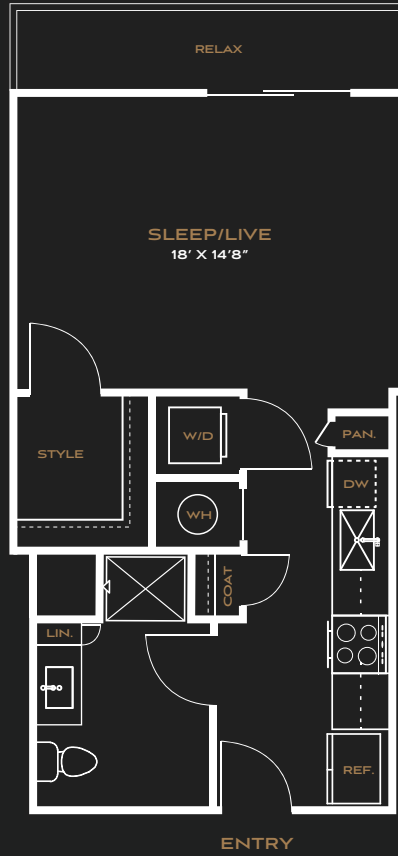 RELAX
SLEEP/LIVE
18' X 14'8"
W/D
PAN.
STYLE
DW
WH
COAT
LIN.
REF.
ENTRY